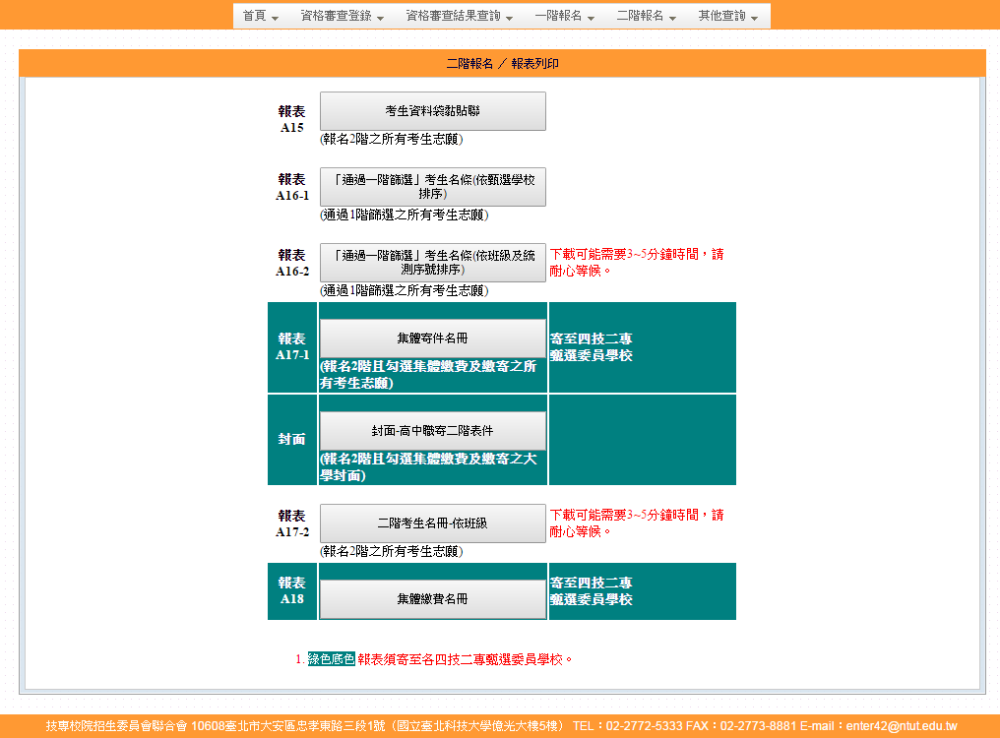 首頁 資格審查登錄 資格審查結果查詢 一階報名 二階報名 其他查詢
二階報名 ／ 報表列印
報表
A15
考生資料袋黏貼聯
(報名2階之所有考生志願)
報表
A16-1
「通過一階篩選」考生名條(依甄選學校
排序)
(通過1階篩選之所有考生志願)
報表
A16-2
「通過一階篩選」考生名條(依班級及統
測序號排序)
(通過1階篩選之所有考生志願)
下載可能需要3~5分鐘時間，請
耐心等候。
報表
A17-1
集體寄件名冊
(報名2階且勾選集體繳費及繳寄之所
有考生志願)
寄至四技二專
甄選委員學校
封面
封面-高中職寄二階表件
(報名2階且勾選集體繳費及繳寄之大
學封面)
報表
A17-2
二階考生名冊-依班級
(報名2階之所有考生志願)
下載可能需要3~5分鐘時間，請
耐心等候。
報表
A18
集體繳費名冊
寄至四技二專
甄選委員學校
1. 綠色底色 報表須寄至各四技二專甄選委員學校。
技專校院招生委員會聯合會 10608臺北市大安區忠孝東路三段1號（國立臺北科技大學億光大樓5樓） TEL：02-2772-5333 FAX：02-2773-8881 E-mail：enter42@ntut.edu.tw